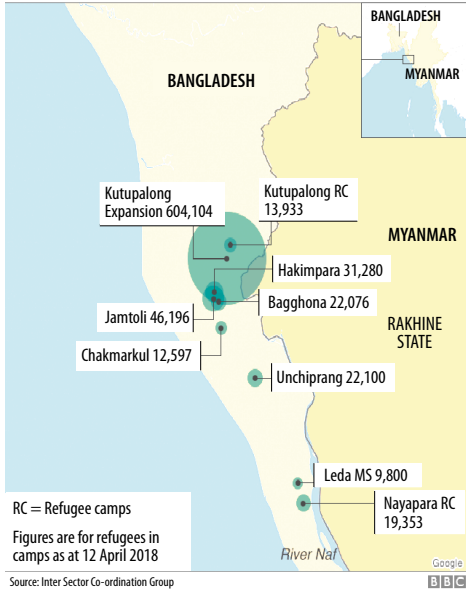 BANGLADESH
MYANMAR
BANGLADESH
Kutupalong
Expansion 604,104
Kutupalong RC
13,933
MYANMAR
Hakimpara 31,280
Bagghona 22,076
Jamtoli 46,196
RAKHINE
STATE
Chakmarkul 12,597
Unchiprang 22,100
Leda MS 9,800
Nayapara RC
19,353
RC = Refugee camps
Figures are for refugees in
camps as at 12 April 2018
River Naf
Google
Source: Inter Sector Co-ordination Group
BBC